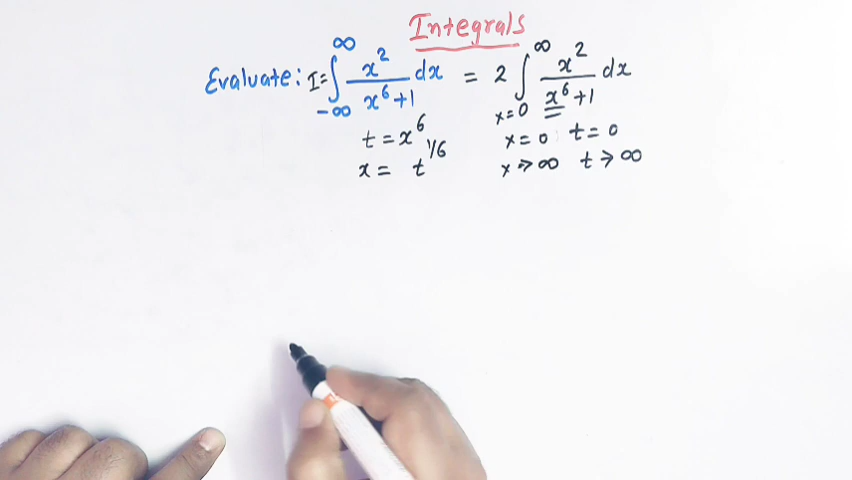 Integrals
Evaluate: I = ∫_{-∞}^{∞} x²/(x⁶+1) dx = 2 ∫_{x=0}^{∞} x²/(x⁶+1) dx
t = x⁶ x = 0 t = 0
x = t^{1/6} x → ∞ t → ∞